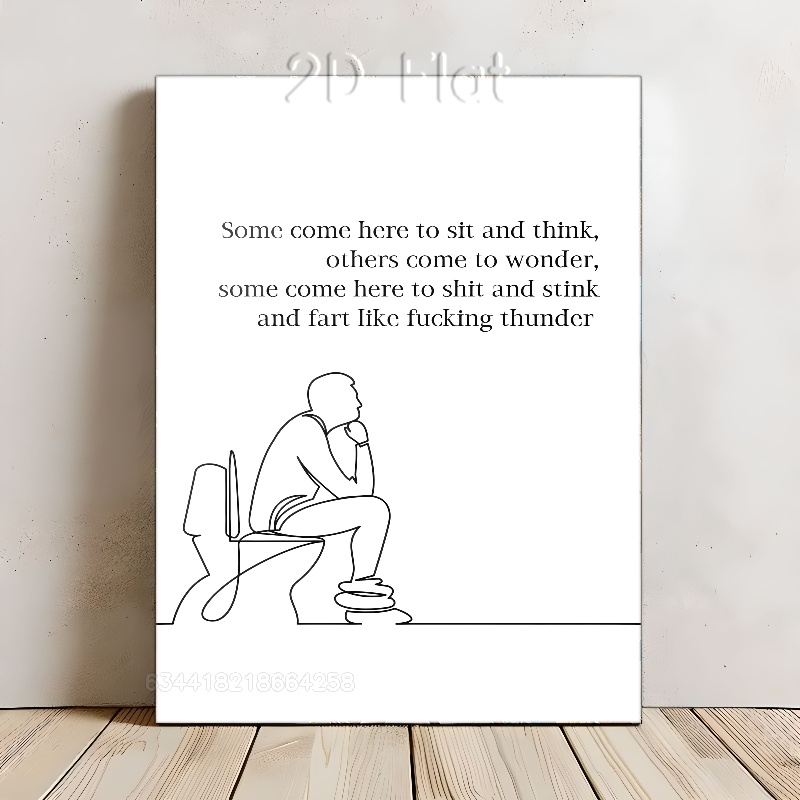 2D Flat
Some come here to sit and think,
others come to wonder,
some come here to shit and stink
and fart like fucking thunder
634418218664258